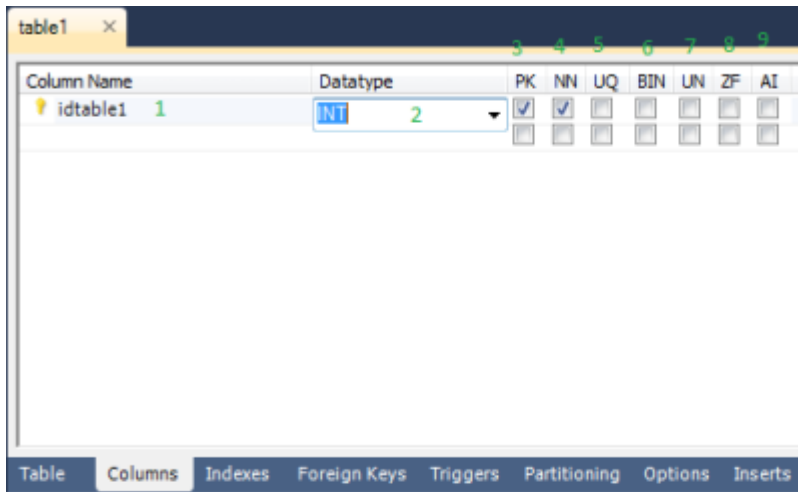 table1 ×
3 4 5 6 7 8 9
Column Name Datatype PK NN UQ BIN UN ZF AI
idtable1 1 INT 2
Table Columns Indexes Foreign Keys Triggers Partitioning Options Inserts